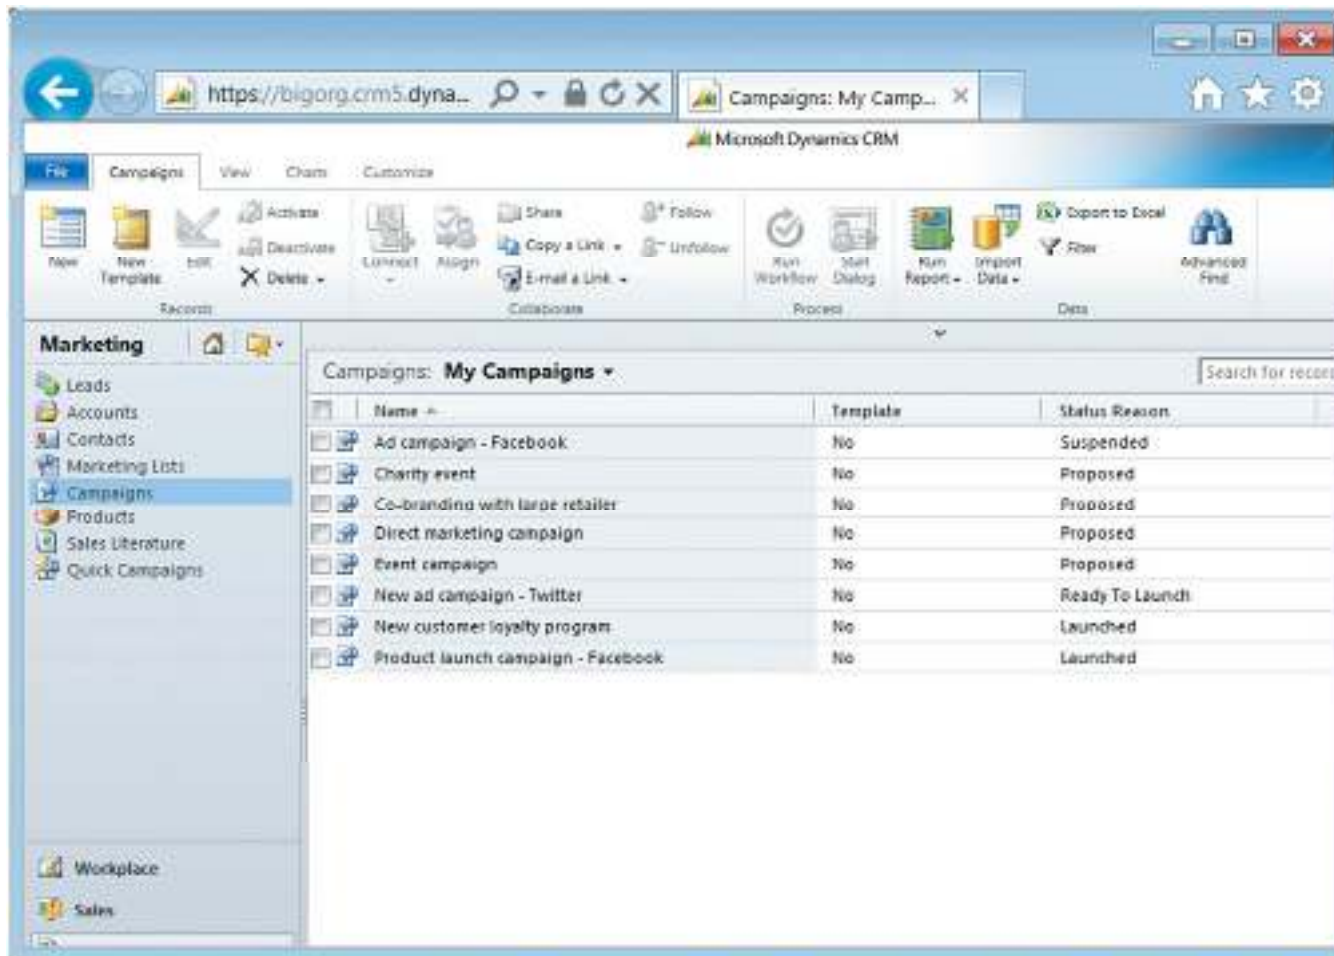 https://bigorg.crm5.dyna...
Campaigns: My Camp...
Microsoft Dynamics CRM
File Campaigns View Charts Customize
New
New Template
Edit
Activate
Deactivate
Delete
Records
Connect
Assign
Share
Copy a Link
E-mail a Link
Follow
Unfollow
Collaborate
Run Workflow
Start Dialog
Process
Run Report
Import Data
Export to Excel
Filter
Advanced Find
Data
Marketing
Leads
Accounts
Contacts
Marketing Lists
Campaigns
Products
Sales Literature
Quick Campaigns
Workplace
Sales
Campaigns: My Campaigns
Search for recor
Name Template Status Reason
Ad campaign - Facebook No Suspended
Charity event No Proposed
Co-branding with large retailer No Proposed
Direct marketing campaign No Proposed
Event campaign No Proposed
New ad campaign - Twitter No Ready To Launch
New customer loyalty program No Launched
Product launch campaign - Facebook No Launched